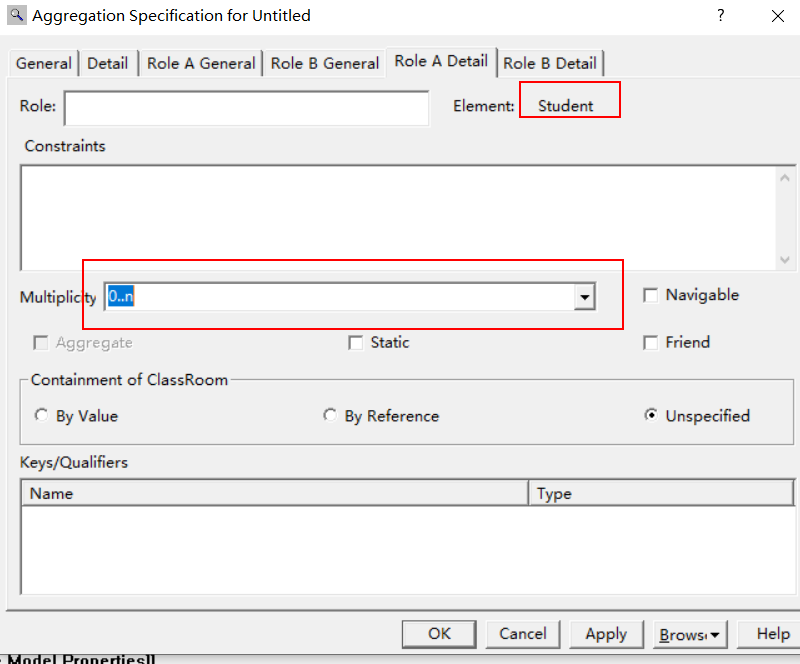 Aggregation Specification for Untitled ?
General Detail Role A General Role B General Role A Detail Role B Detail
Role: Element: Student
Constraints
Multiplicity 0..n Navigable
Aggregate Static Friend
Containment of ClassRoom
By Value By Reference Unspecified
Keys/Qualifiers
Name Type
OK Cancel Apply Brows Help
Model Properties]]